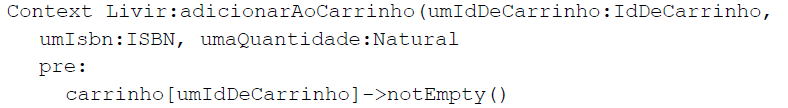 Context Livir:adicionarAoCarrinho(umIdDeCarrinho:IdDeCarrinho,
umIsbn:ISBN, umaQuantidade:Natural
pre:
carrinho[umIdDeCarrinho]->notEmpty()